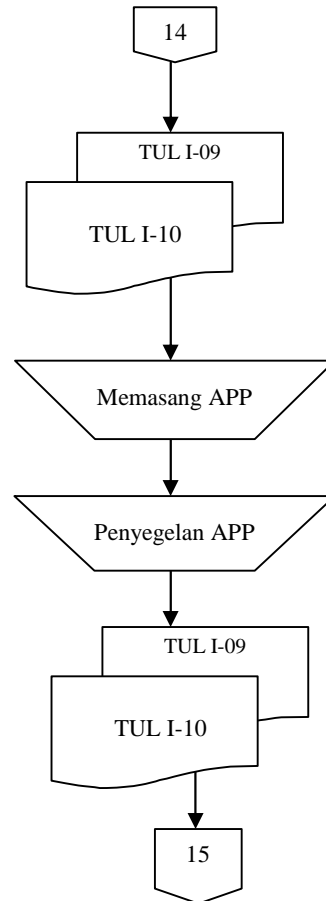 14
TUL I-09
TUL I-10
Memasang APP
Penyegelan APP
TUL I-09
TUL I-10
15